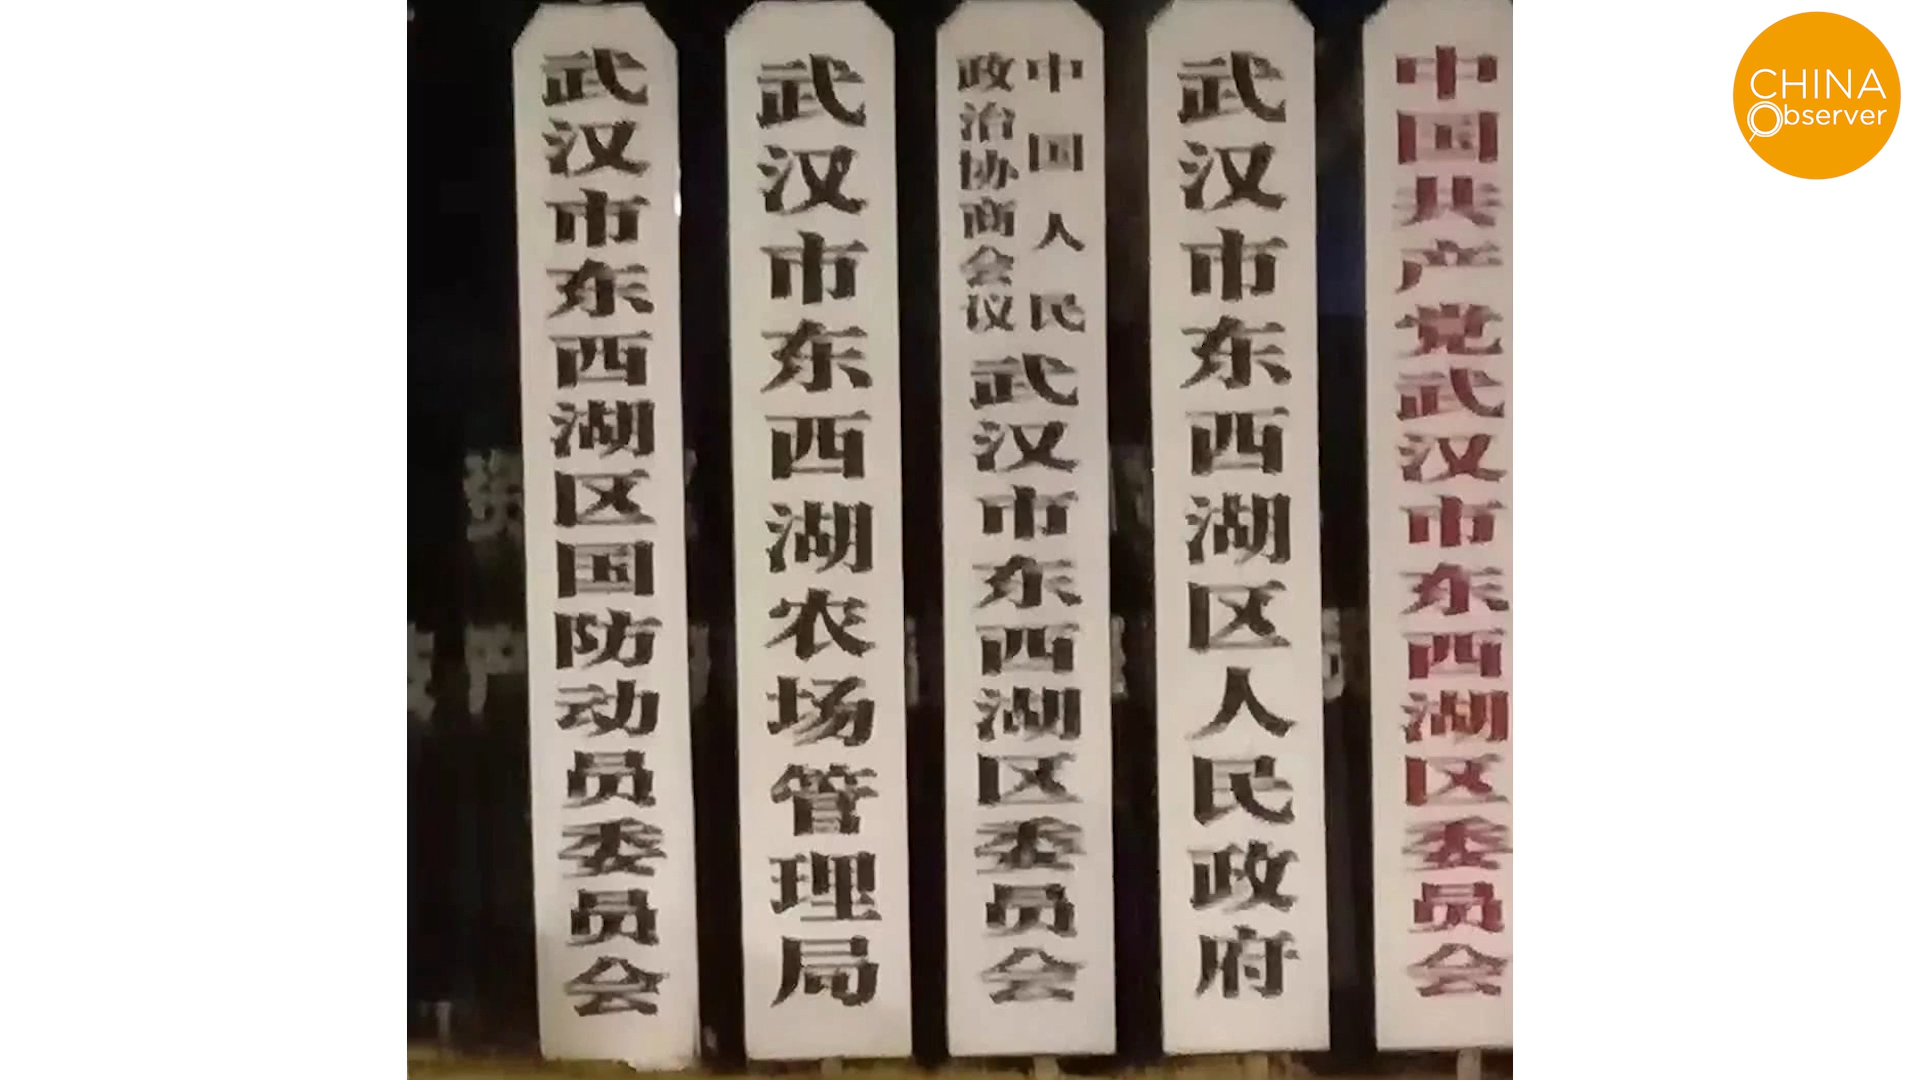 武汉市东西湖区国防动员委员会
武汉市东西湖农场管理局
中国人民
政治协商会议
武汉市东西湖区委员会
武汉市东西湖区人民政府
中国共产党武汉市东西湖区委员会
CHINA
Observer